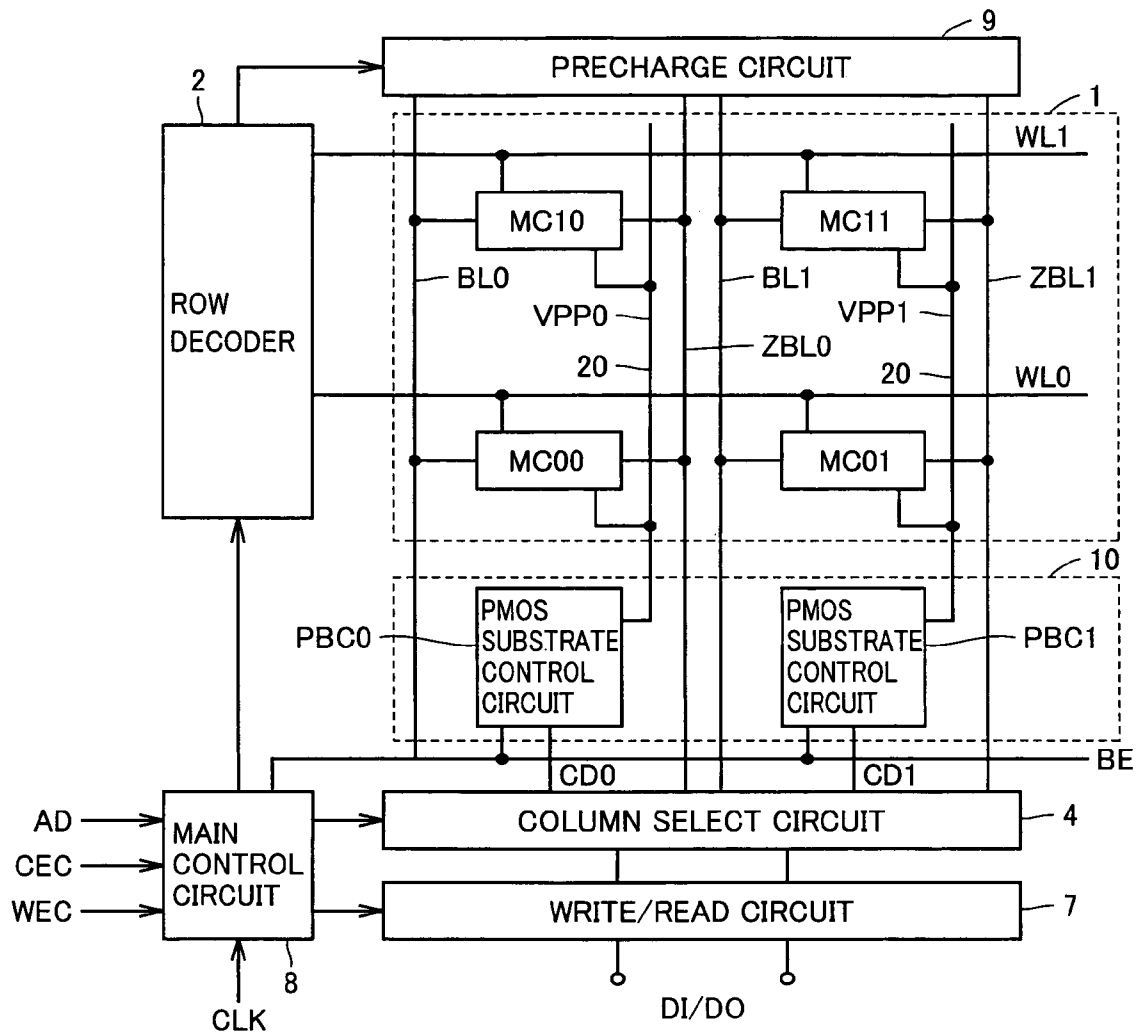 9
PRECHARGE CIRCUIT
2
1
WL1
MC10
MC11
BL0
BL1
ZBL1
ROW
DECODER
VPP0
VPP1
ZBL0
20
20
WL0
MC00
MC01
10
PMOS
SUBSTRATE
CONTROL
CIRCUIT
PMOS
SUBSTRATE
CONTROL
CIRCUIT
PBC0
PBC1
BE
CD0
CD1
AD
CEC
WEC
MAIN
CONTROL
CIRCUIT
COLUMN SELECT CIRCUIT
4
WRITE/READ CIRCUIT
7
8
CLK
DI/DO